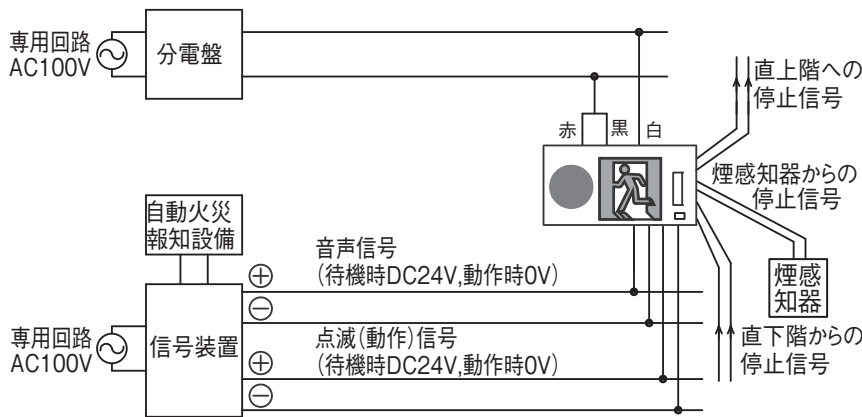 専用回路
AC100V
分電盤
赤
黒
白
直上階への
停止信号
煙感知器からの
停止信号
自動火災
報知設備
音声信号
(待機時DC24V,動作時0V)
⊕
⊖
煙感
知器
専用回路
AC100V
信号装置
点滅(動作)信号
(待機時DC24V,動作時0V)
⊕
⊖
直下階からの
停止信号